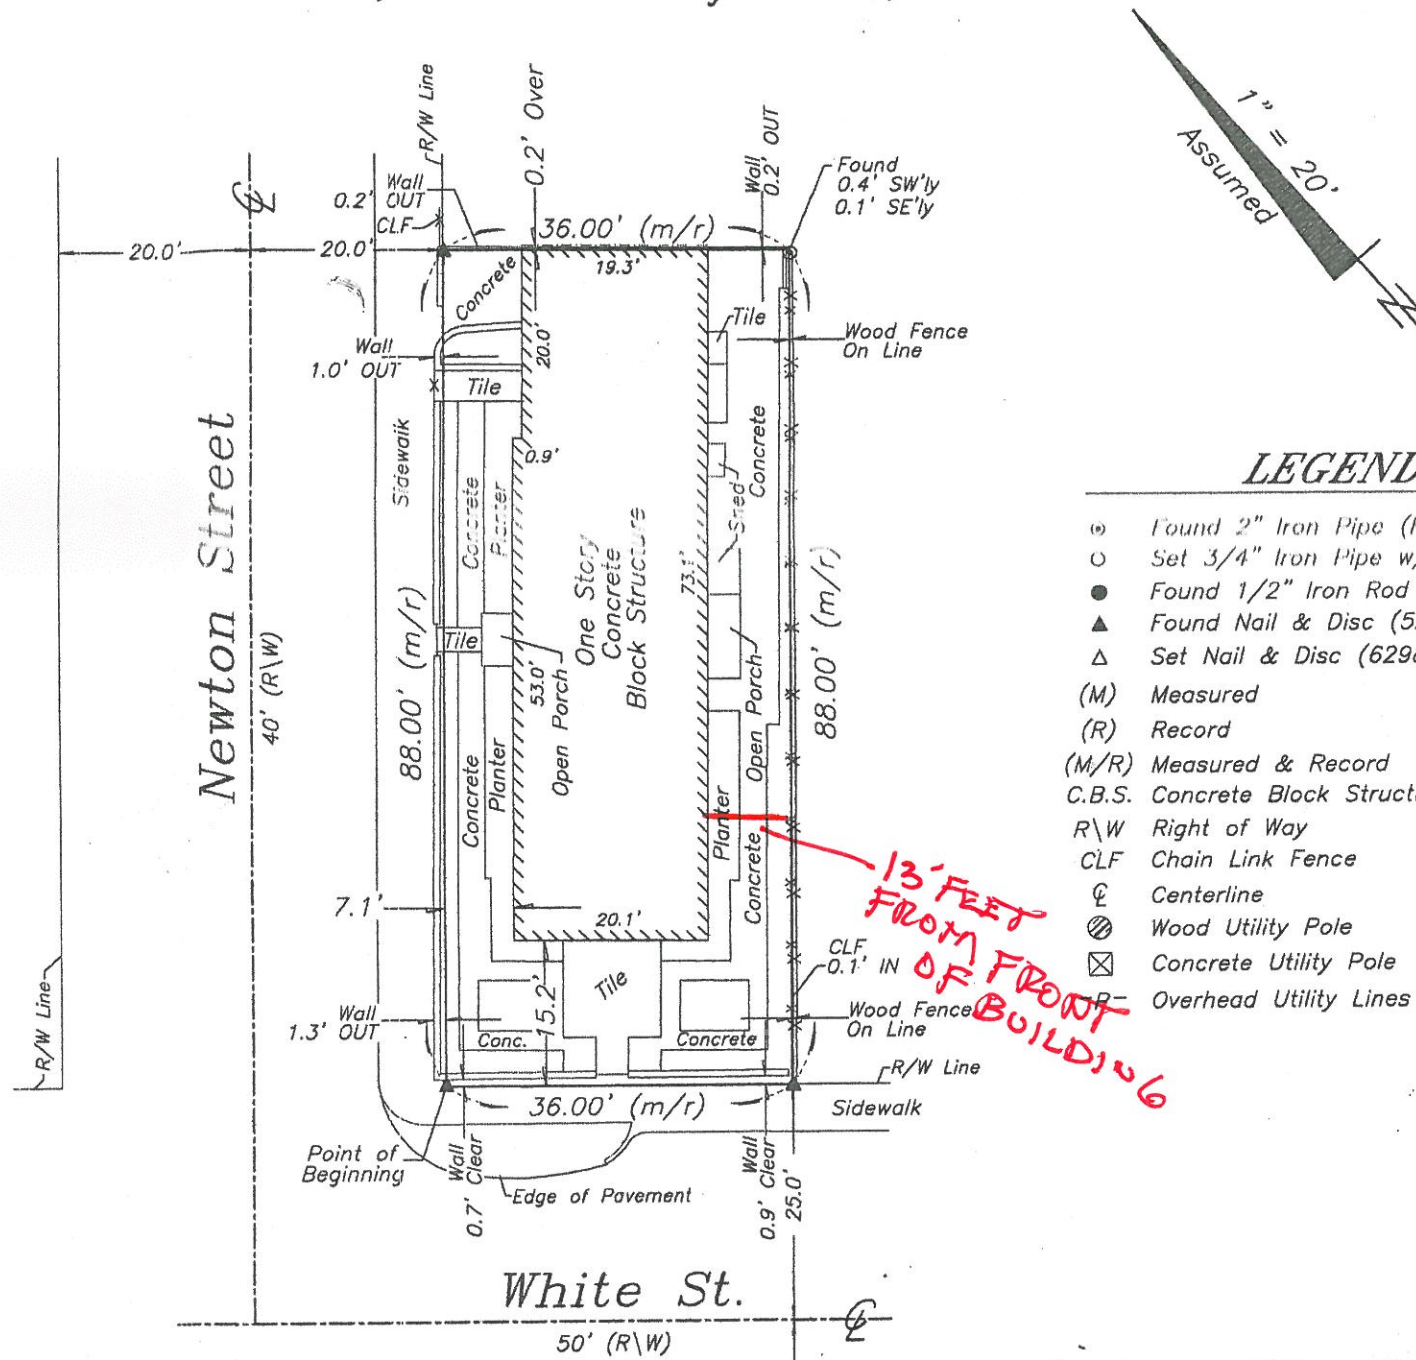 R/W Line
0.2' Over
Wall
0.2' OUT
Wall
OUT
0.2'
CLF
36.00' (m/r)
Found
0.4' SW'ly
0.1' SE'ly
1" = 20'
Assumed
N
20.0'
20.0'
19.3'
Concrete
20.0'
Tile
Wood Fence
On Line
Wall
1.0' OUT
Tile
Sidewalk
0.9'
Concrete
Planter
Concrete
Shed
One Story
Concrete
Block Structure
73.1'
Newton Street
40' (R\W)
88.00' (m/r)
88.00' (m/r)
Tile
53.0'
Open Porch
Open Porch
Concrete
Planter
Planter
Concrete
LEGEND
Found 2" Iron Pipe
Set 3/4" Iron Pipe
Found 1/2" Iron Rod
Found Nail & Disc
Set Nail & Disc
(M) Measured
(R) Record
(M/R) Measured & Record
C.B.S. Concrete Block
R\W Right of Way
CLF Chain Link Fence
℄ Centerline
Wood Utility Pole
Concrete Utility Pole
-R- Overhead Utility Lines
13' FEET
FROM FRONT
OF BUILDING
7.1'
20.1'
CLF
0.1' IN
15.2'
Tile
Wall
1.3' OUT
Conc.
Concrete
Wood Fence
On Line
R/W Line
R/W Line
36.00' (m/r)
Sidewalk
Point of
Beginning
Wall
0.7' Clear
Edge of Pavement
Wall
0.9' Clear
25.0'
White St.
50' (R\W)
℄
℄